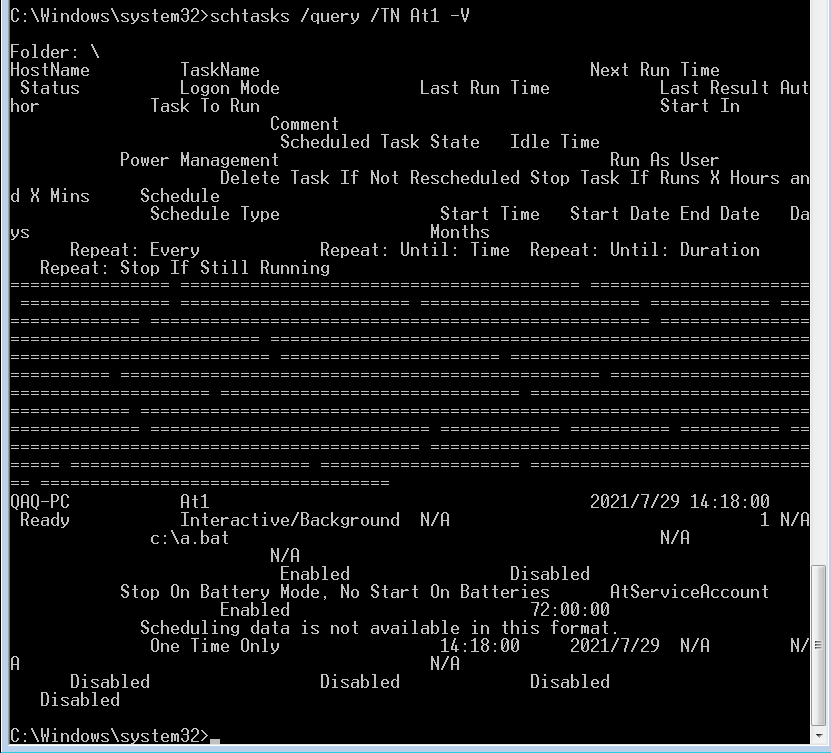 C:\Windows\system32>schtasks /query /TN At1 -V
Folder: \
HostName TaskName Next Run Time
Status Logon Mode Last Run Time Last Result Aut
hor Task To Run Start In
Comment
Scheduled Task State Idle Time
Power Management Run As User
Delete Task If Not Rescheduled Stop Task If Runs X Hours an
d X Mins Schedule
Schedule Type Start Time Start Date End Date Da
ys Months
Repeat: Every Repeat: Until: Time Repeat: Until: Duration
Repeat: Stop If Still Running
================ ======================================== =====================
=============== ======================= ====================== ============ ===
============= ================================================== ===============
========================= ======================================================
========================== ====================== ==============================
========== ================================================ ====================
==================== ============================== ============================
============ = =================================================================
============= ============================ ============ ========== ========== ==
========================================= ======================================
===== ======================== ==================== ============================
== ===================================
QAQ-PC At1 2021/7/29 14:18:00
Ready Interactive/Background N/A 1 N/A
c:\a.bat N/A
N/A
Enabled Disabled
Stop On Battery Mode, No Start On Batteries AtServiceAccount
Enabled 72:00:00
Scheduling data is not available in this format.
One Time Only 14:18:00 2021/7/29 N/A N/
A N/A
Disabled Disabled Disabled
Disabled
C:\Windows\system32>_